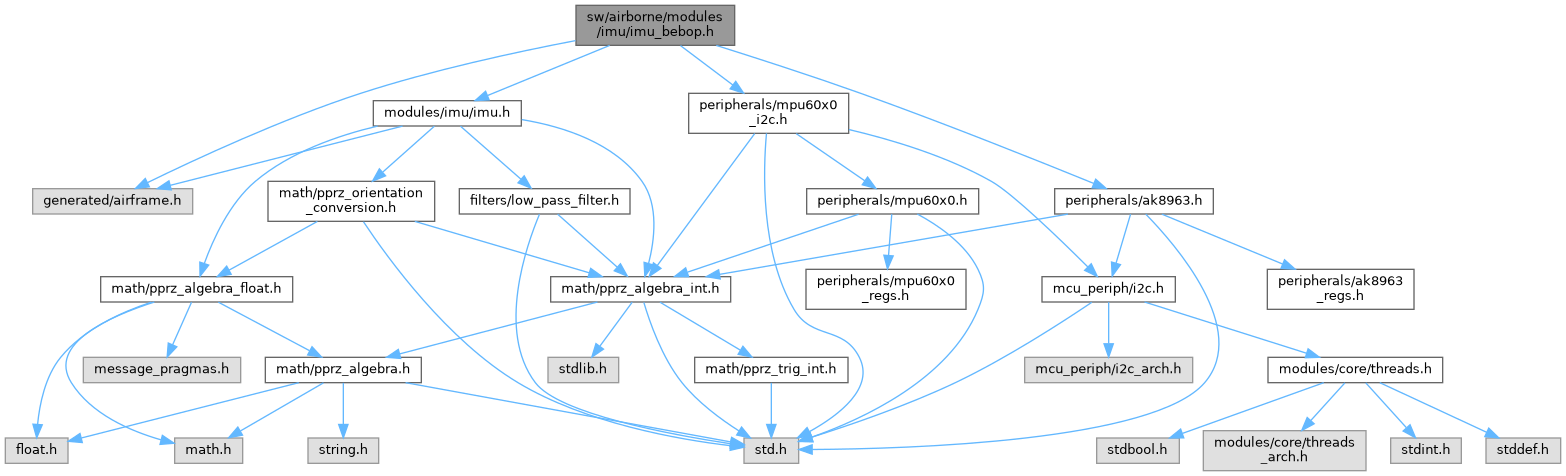 sw/airborne/modules
/imu/imu_bebop.h
modules/imu/imu.h
peripherals/mpu60x0
_i2c.h
generated/airframe.h
math/pprz_orientation
_conversion.h
filters/low_pass_filter.h
peripherals/mpu60x0.h
peripherals/ak8963.h
math/pprz_algebra_float.h
math/pprz_algebra_int.h
peripherals/mpu60x0
_regs.h
mcu_periph/i2c.h
peripherals/ak8963
_regs.h
message_pragmas.h
math/pprz_algebra.h
stdlib.h
math/pprz_trig_int.h
mcu_periph/i2c_arch.h
modules/core/threads.h
float.h
math.h
string.h
std.h
stdbool.h
modules/core/threads
_arch.h
stdint.h
stddef.h